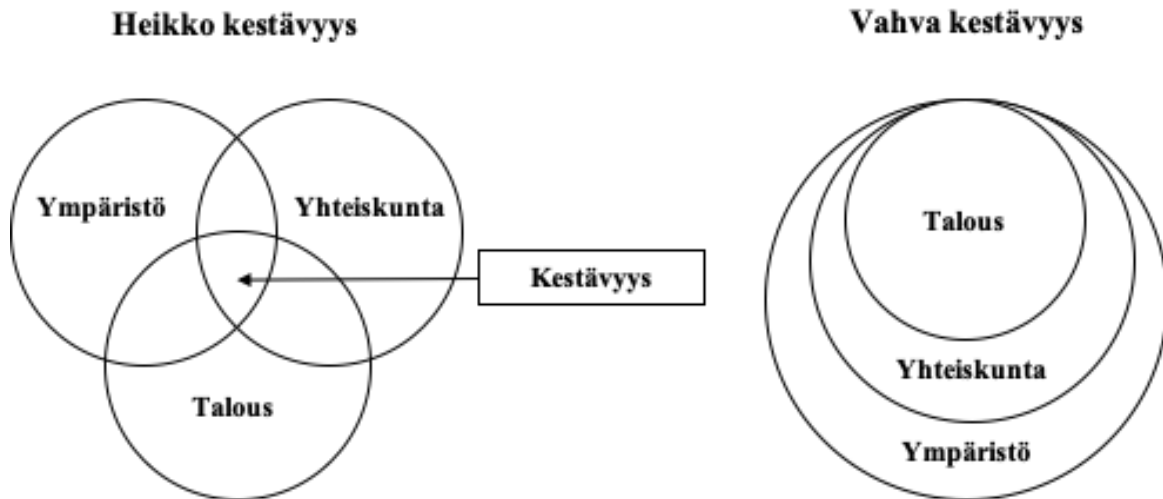 Heikko kestävyys
Ympäristö
Yhteiskunta
Kestävyys
Talous
Vahva kestävyys
Talous
Yhteiskunta
Ympäristö